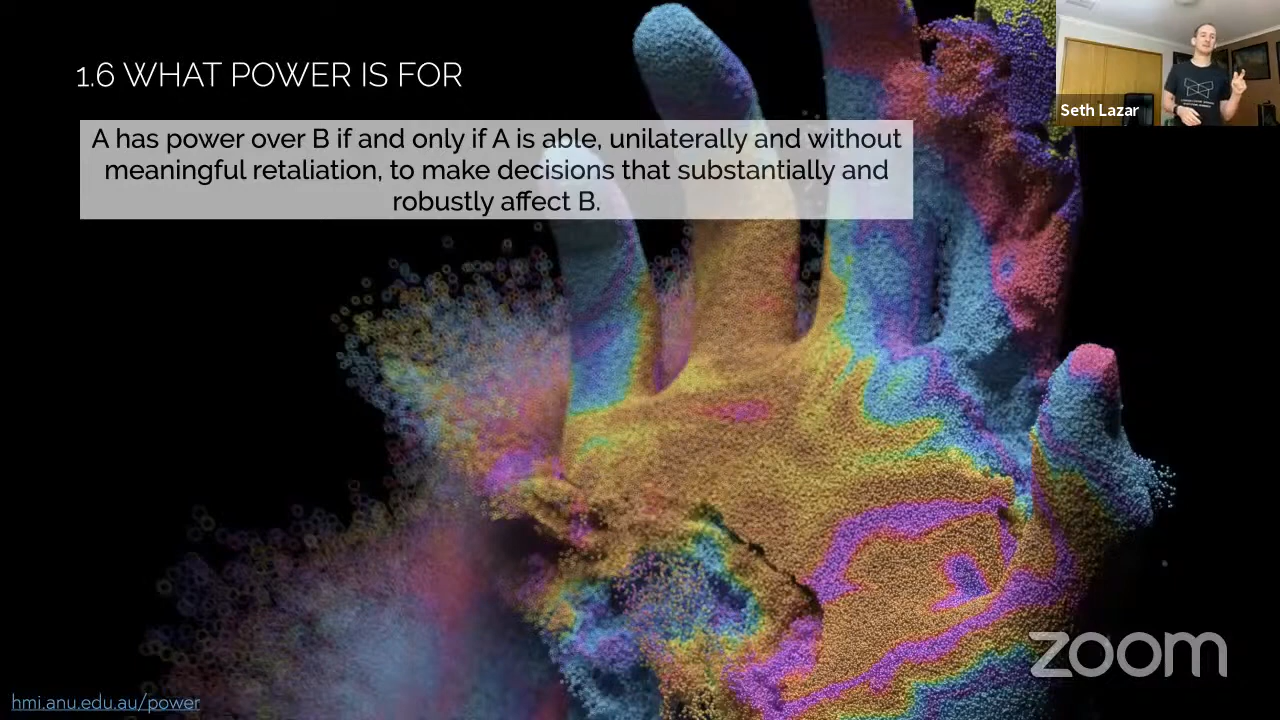 1.6 WHAT POWER IS FOR
Seth Lazar
A has power over B if and only if A is able, unilaterally and without
meaningful retaliation, to make decisions that substantially and
robustly affect B.
zoom
hmi.anu.edu.au/power